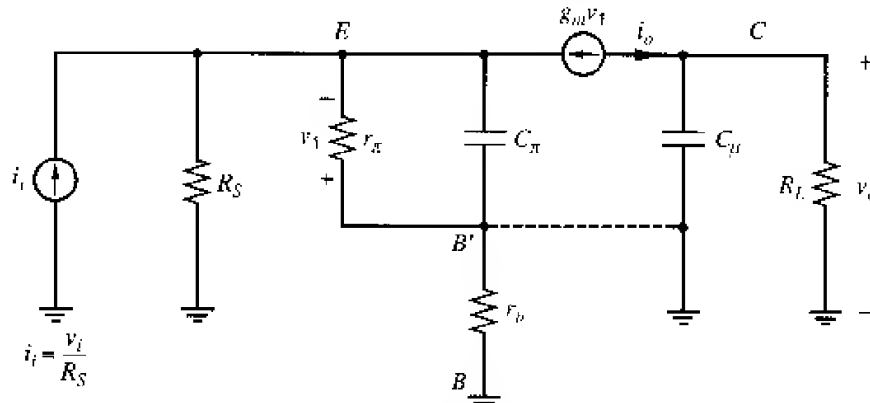 g_m v_1
E
i_o
C
+
−
v_1
r_π
+
C_π
C_μ
i_i
R_S
R_L
v_o
B'
r_b
−
i_i = v_i / R_S
B